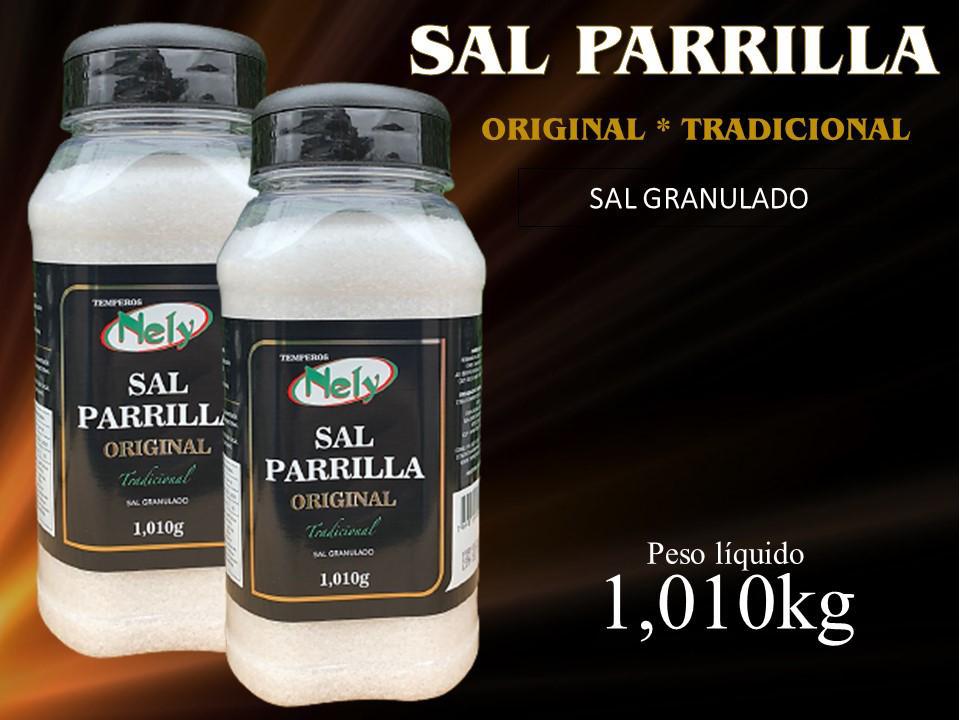 SAL PARRILLA
ORIGINAL * TRADICIONAL
SAL GRANULADO
TEMPEROS
Nely
SAL
PARRILLA
ORIGINAL
Tradicional
SAL GRANULADO
1,010g
TEMPEROS
Nely
SAL
PARRILLA
ORIGINAL
Tradicional
SAL GRANULADO
1,010g
Peso líquido
1,010kg